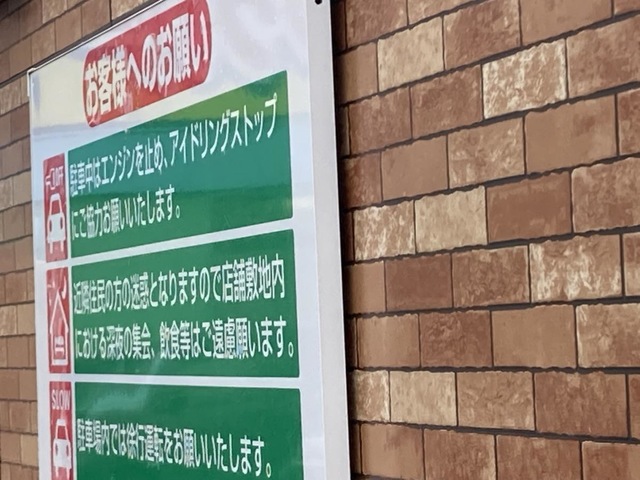 お客様へのお願い
駐車中はエンジンを止め、アイドリングストップ
にご協力お願いいたします。
近隣住民の方の迷惑となりますので店舗敷地内
における深夜の集会、飲食等はご遠慮願います。
SLOW
駐車場内では徐行運転をお願いいたします。